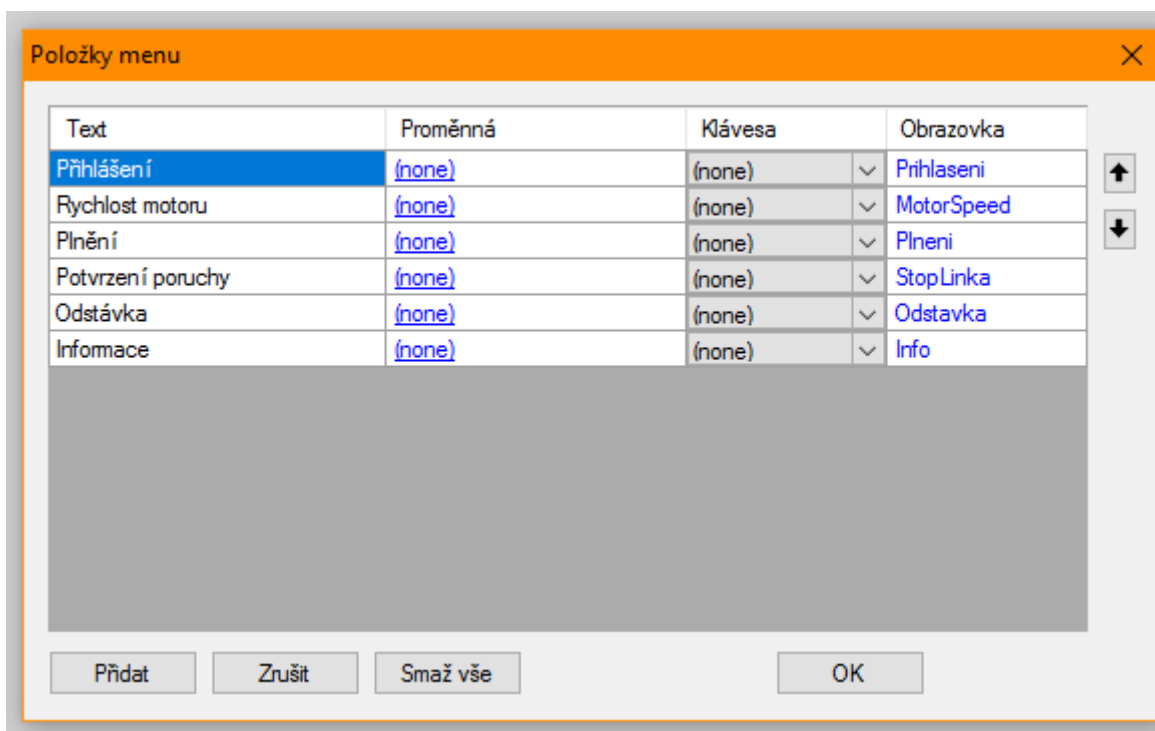 Položky menu
Text Proměnná Klávesa Obrazovka
Přihlášení (none) (none) Prihlaseni
Rychlost motoru (none) (none) MotorSpeed
Plnění (none) (none) Plneni
Potvrzení poruchy (none) (none) StopLinka
Odstávka (none) (none) Odstavka
Informace (none) (none) Info
Přidat Zrušit Smaž vše OK